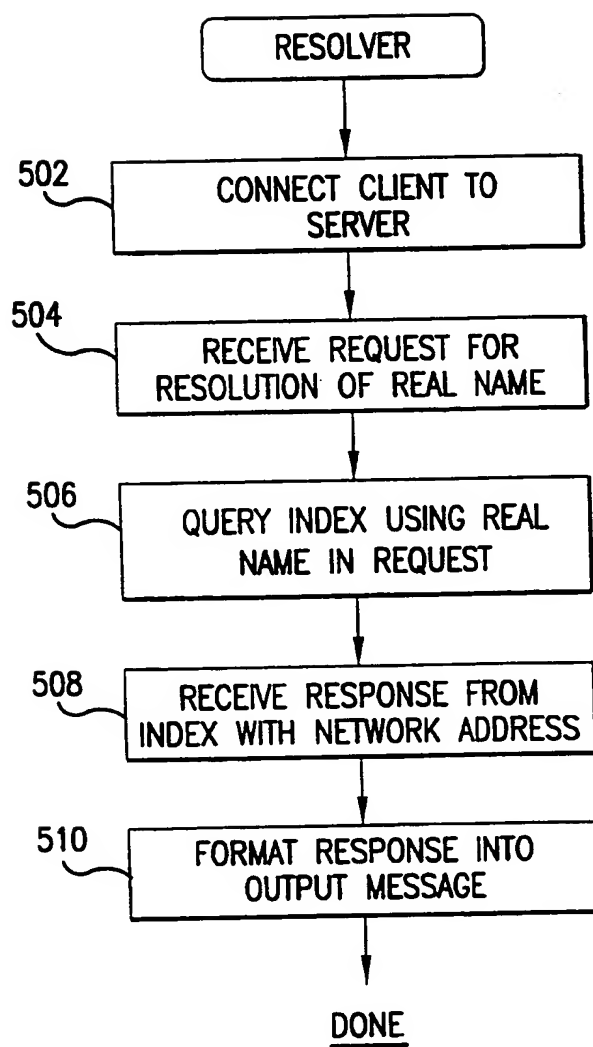 RESOLVER
502
CONNECT CLIENT TO
SERVER
504
RECEIVE REQUEST FOR
RESOLUTION OF REAL NAME
506
QUERY INDEX USING REAL
NAME IN REQUEST
508
RECEIVE RESPONSE FROM
INDEX WITH NETWORK ADDRESS
510
FORMAT RESPONSE INTO
OUTPUT MESSAGE
DONE